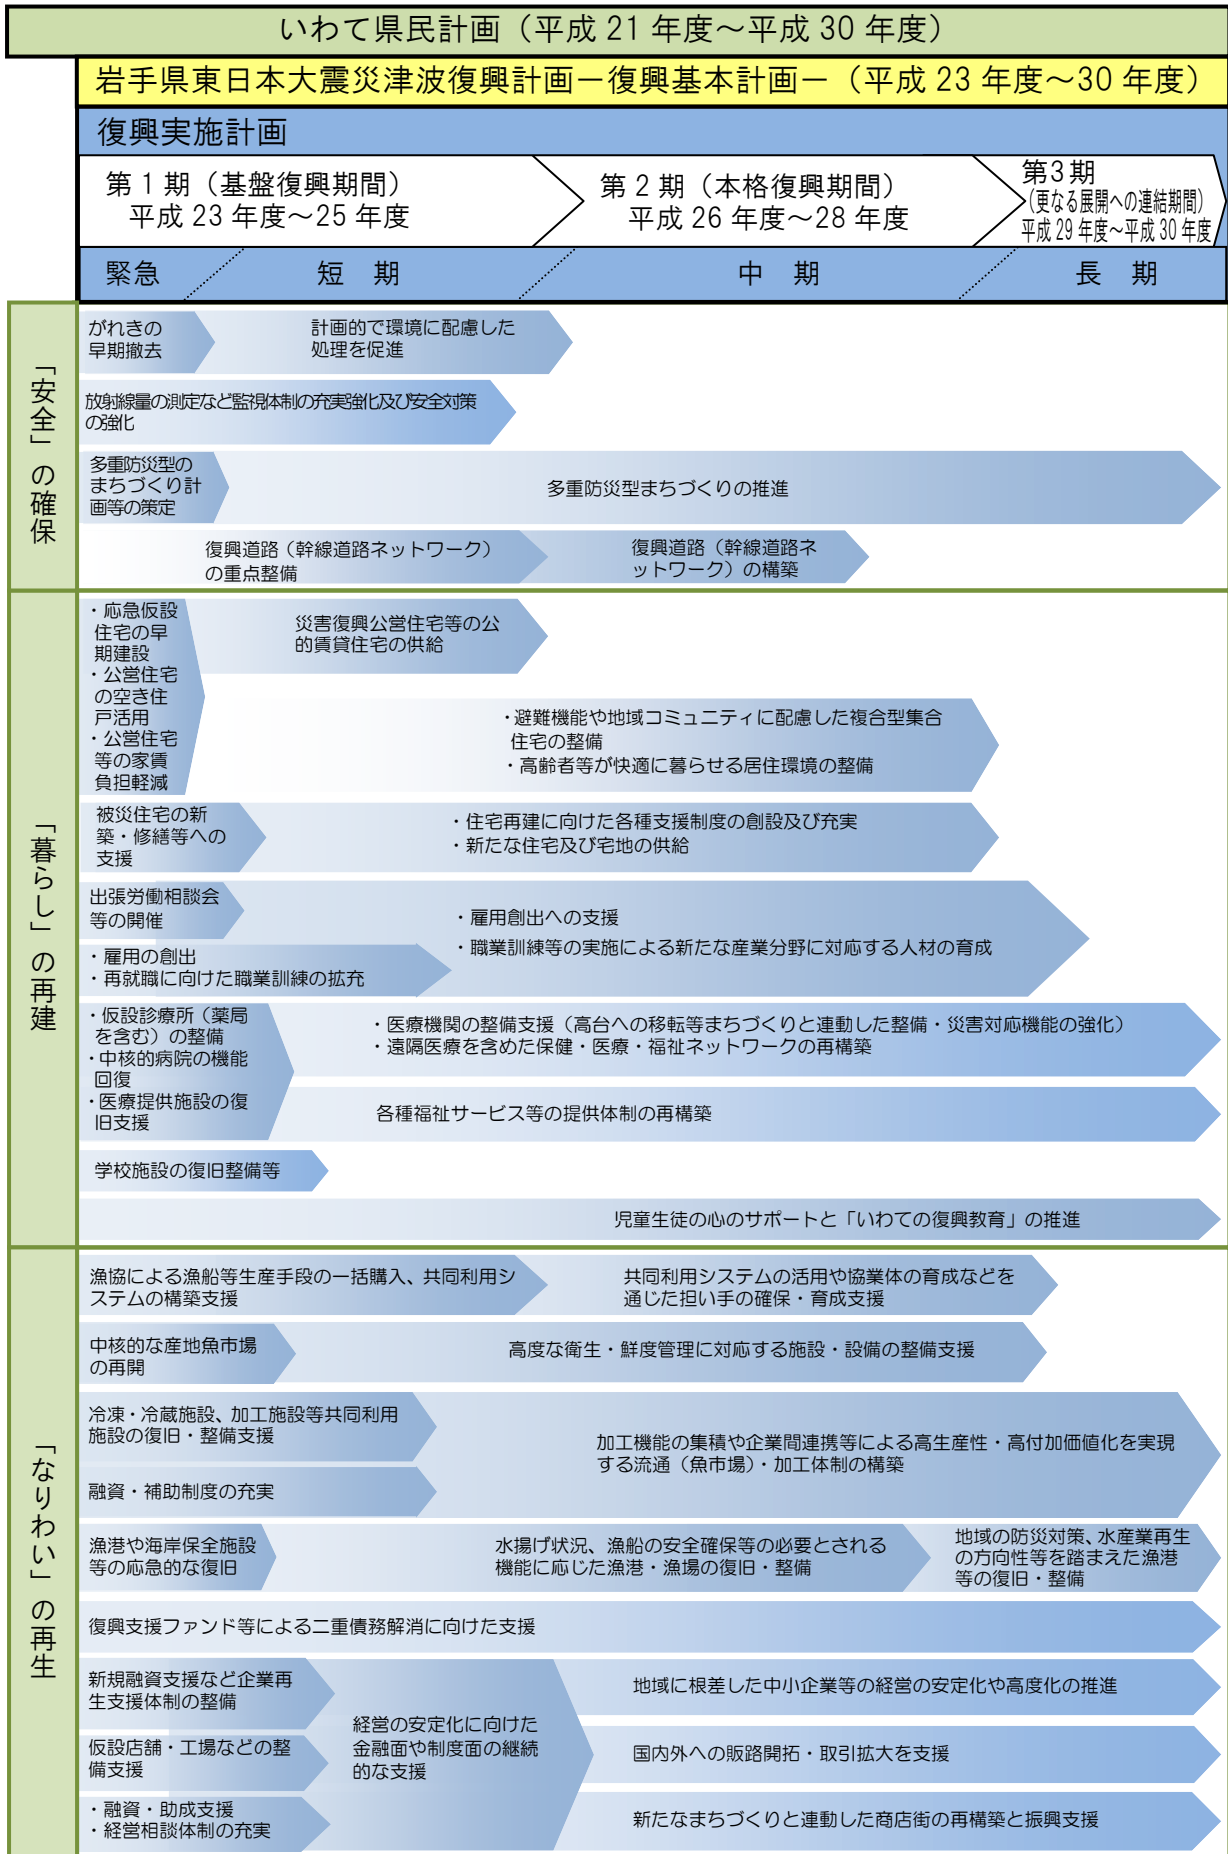 いわて県民計画（平成 21 年度～平成 30 年度）
岩手県東日本大震災津波復興計画－復興基本計画－（平成 23 年度～30 年度）
復興実施計画
第 1 期（基盤復興期間）
平成 23 年度～25 年度
第 2 期（本格復興期間）
平成 26 年度～28 年度
第3 期
（更なる展開への連結期間）
平成 29 年度～平成 30 年度
緊急
短　期
中　期
長　期
「安全」の確保
がれきの
早期撤去
計画的で環境に配慮した
処理を促進
放射線量の測定など監視体制の充実強化及び安全対策
の強化
多重防災型の
まちづくり計
画等の策定
多重防災型まちづくりの推進
復興道路（幹線道路ネットワーク）
の重点整備
復興道路（幹線道路ネ
ットワーク）の構築
「暮らし」の再建
・応急仮設
住宅の早
期建設
・公営住宅
の空き住
戸活用
・公営住宅
等の家賃
負担軽減
災害復興公営住宅等の公
的賃貸住宅の供給
・避難機能や地域コミュニティに配慮した複合型集合
住宅の整備
・高齢者等が快適に暮らせる居住環境の整備
被災住宅の新
築・修繕等への
支援
・住宅再建に向けた各種支援制度の創設及び充実
・新たな住宅及び宅地の供給
出張労働相談会
等の開催
・雇用の創出
・再就職に向けた職業訓練の拡充
・雇用創出への支援
・職業訓練等の実施による新たな産業分野に対応する人材の育成
・仮設診療所（薬局
を含む）の整備
・中核的病院の機能
回復
・医療提供施設の復
旧支援
・医療機関の整備支援（高台への移転等まちづくりと連動した整備・災害対応機能の強化）
・遠隔医療を含めた保健・医療・福祉ネットワークの再構築
各種福祉サービス等の提供体制の再構築
学校施設の復旧整備等
児童生徒の心のサポートと「いわての復興教育」の推進
「なりわい」の再生
漁協による漁船等生産手段の一括購入、共同利用シ
ステムの構築支援
共同利用システムの活用や協業体の育成などを
通じた担い手の確保・育成支援
中核的な産地魚市場
の再開
高度な衛生・鮮度管理に対応する施設・設備の整備支援
冷凍・冷蔵施設、加工施設等共同利用
施設の復旧・整備支援
融資・補助制度の充実
加工機能の集積や企業間連携等による高生産性・高付加価値化を実現
する流通（魚市場）・加工体制の構築
漁港や海岸保全施設
等の応急的な復旧
水揚げ状況、漁船の安全確保等の必要とされる
機能に応じた漁港・漁場の復旧・整備
地域の防災対策、水産業再生
の方向性等を踏まえた漁港
等の復旧・整備
復興支援ファンド等による二重債務解消に向けた支援
新規融資支援など企業再
生支援体制の整備
仮設店舗・工場などの整
備支援
・融資・助成支援
・経営相談体制の充実
経営の安定化に向けた
金融面や制度面の継続
的な支援
地域に根差した中小企業等の経営の安定化や高度化の推進
国内外への販路開拓・取引拡大を支援
新たなまちづくりと連動した商店街の再構築と振興支援